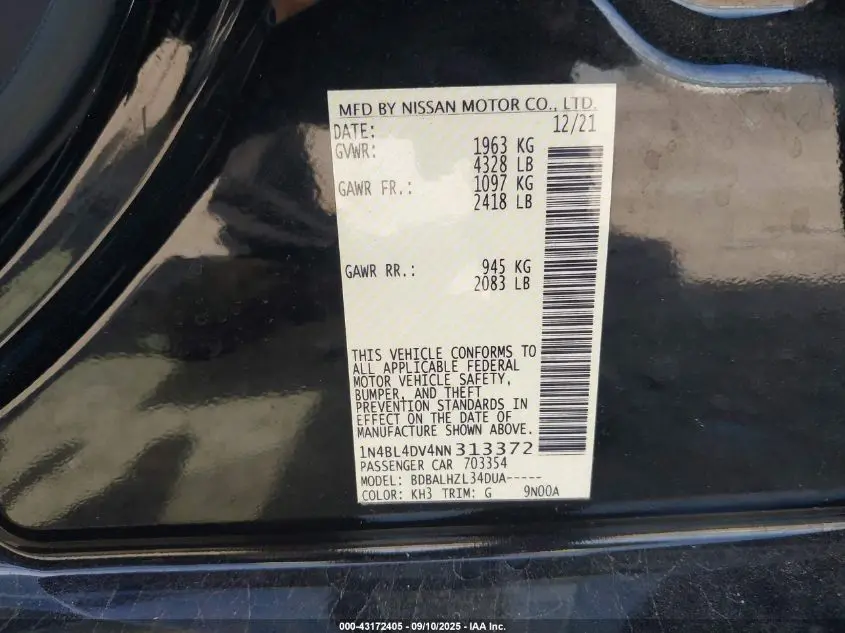 MFD BY NISSAN MOTOR CO., LTD.
DATE: 12/21
GVWR: 1963 KG
4328 LB
GAWR FR.: 1097 KG
2418 LB
GAWR RR.: 945 KG
2083 LB
THIS VEHICLE CONFORMS TO
ALL APPLICABLE FEDERAL
MOTOR VEHICLE SAFETY,
BUMPER, AND THEFT
PREVENTION STANDARDS IN
EFFECT ON THE DATE OF
MANUFACTURE SHOWN ABOVE.
1N4BL4DV4NN313372
PASSENGER CAR 703354
MODEL: BDBALHZL34DUA-----
COLOR: KH3 TRIM: G 9N00A
000-43172405 - 09/10/2025 - IAA Inc.